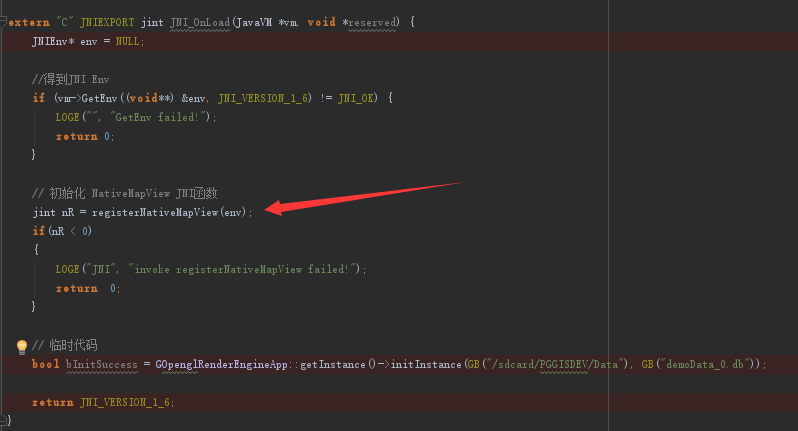 extern "C" JNIEXPORT jint JNI_OnLoad(JavaVM *vm, void *reserved) {
JNIEnv* env = NULL;
//得到JNI Env
if (vm->GetEnv((void**) &env, JNI_VERSION_1_6) != JNI_OK) {
LOGE("", "GetEnv failed!");
return 0;
}
// 初始化 NativeMapView JNI函数
jint nR = registerNativeMapView(env);
if(nR < 0)
{
LOGE("JNI", "invoke registerNativeMapView failed!");
return  0;
}
// 临时代码
bool bInitSuccess = GOpenglRenderEngineApp::getInstance()->initInstance(GB("/sdcard/PGGISDEV/Data"), GB("demoData_0.db"));
return JNI_VERSION_1_6;
}